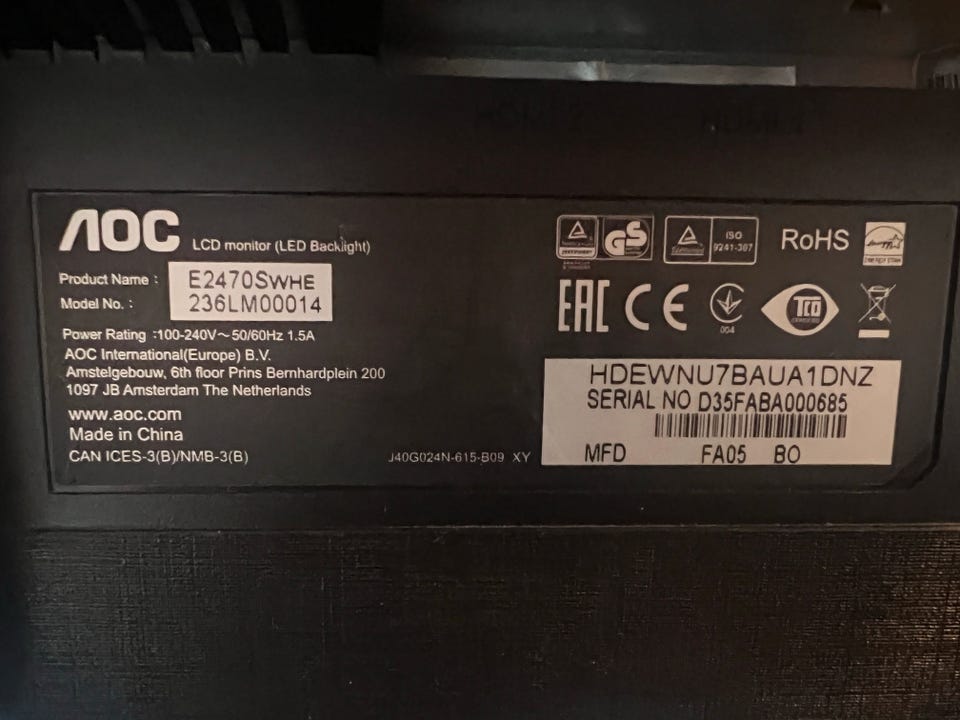 AOC LCD monitor (LED Backlight)
Product Name : E2470SWHE
Model No. : 236LM00014
Power Rating :100-240V～50/60Hz 1.5A
AOC International(Europe) B.V.
Amstelgebouw, 6th floor Prins Bernhardplein 200
1097 JB Amsterdam The Netherlands
www.aoc.com
Made in China
CAN ICES-3(B)/NMB-3(B)
J40G024N-615-B09 XY
GS
ISO
9241-307
RoHS
EAC CE
004
TCO
HDEWNU7BAUA1DNZ
SERIAL NO D35FABA000685
MFD FA05 BO